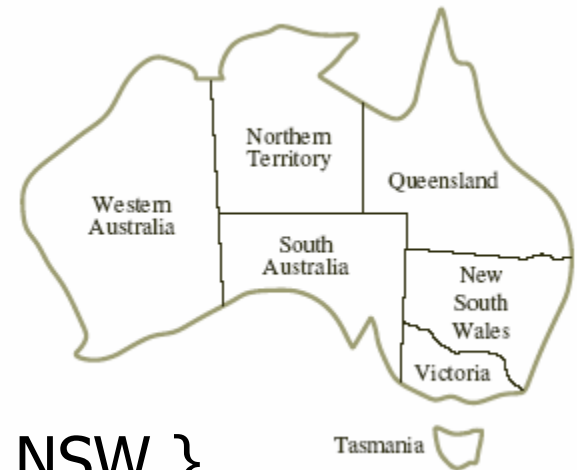 Northern
Territory
Western
Australia
Queensland
South
Australia
New
South
Wales
Victoria
Tasmania
NSW }